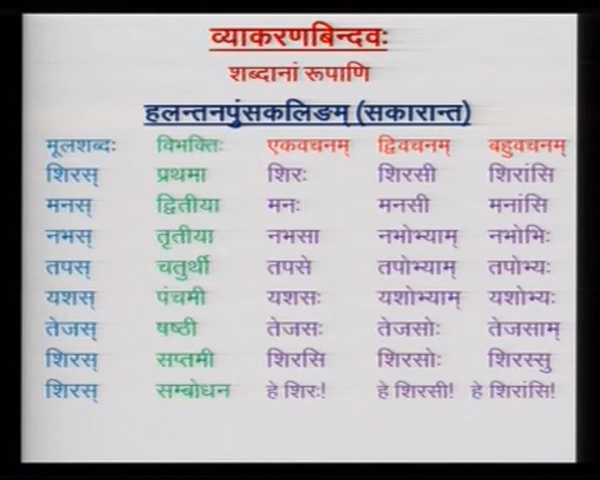 व्याकरणबिन्दवः
शब्दानां रूपाणि
हलन्तनपुंसकलिङम् (सकारान्त)
मूलशब्दः विभक्तिः एकवचनम् द्विवचनम् बहुवचनम्
शिरस् प्रथमा शिरः शिरसी शिरांसि
मनस् द्वितीया मनः मनसी मनांसि
नभस् तृतीया नभसा नभोभ्याम् नभोभिः
तपस् चतुर्थी तपसे तपोभ्याम् तपोभ्यः
यशस् पंचमी यशसः यशोभ्याम् यशोभ्यः
तेजस् षष्ठी तेजसः तेजसोः तेजसाम्
शिरस् सप्तमी शिरसि शिरसोः शिरस्सु
शिरस् सम्बोधन हे शिरः! हे शिरसी! हे शिरांसि!